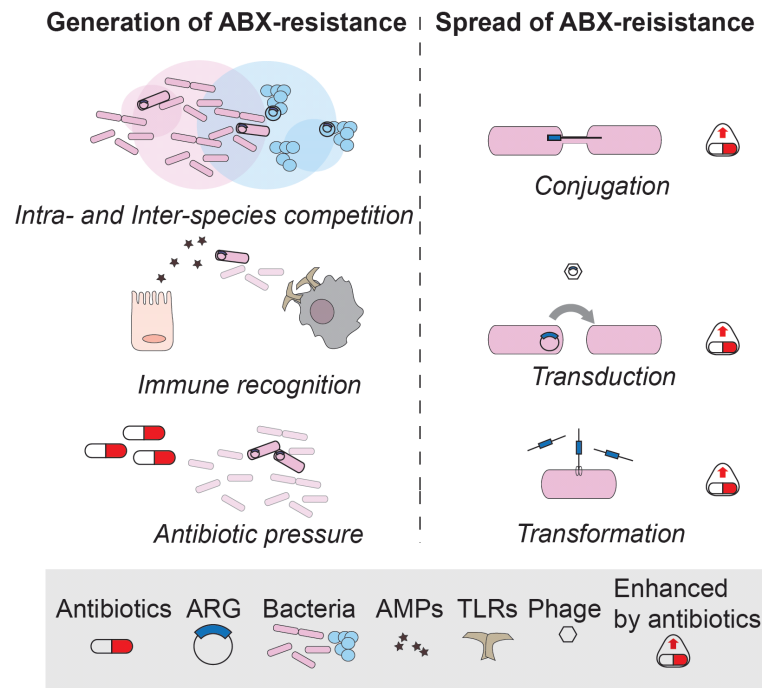 Generation of ABX-resistance
Spread of ABX-reisistance
Intra- and Inter-species competition
Conjugation
Immune recognition
Transduction
Antibiotic pressure
Transformation
Antibiotics
ARG
Bacteria
AMPs
TLRs
Phage
Enhanced
by antibiotics